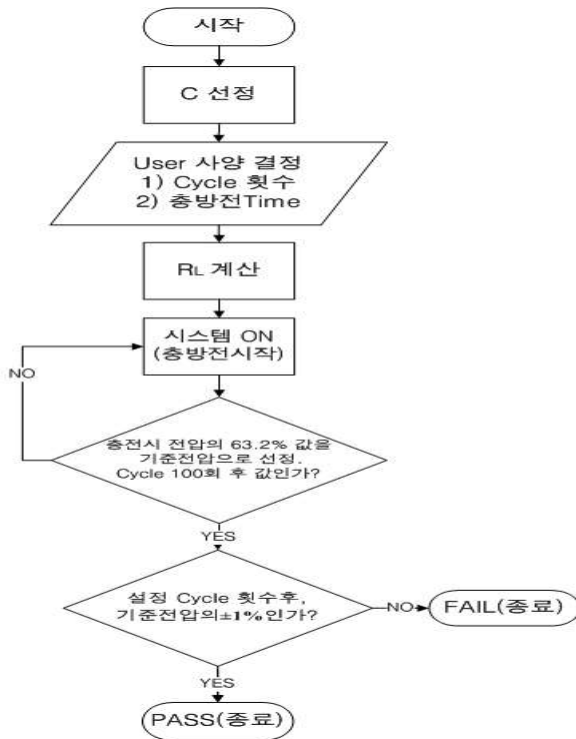 시작
C 선정
User 사양 결정
1) Cycle 횟수
2) 충방전Time
RL 계산
시스템 ON
(충방전시작)
NO
충전시 전압의 63.2% 값을
기준전압으로 선정.
Cycle 100회 후 값인가?
YES
설정 Cycle 횟수후,
기준전압의±1%인가?
NO
FAIL(종료)
YES
PASS(종료)